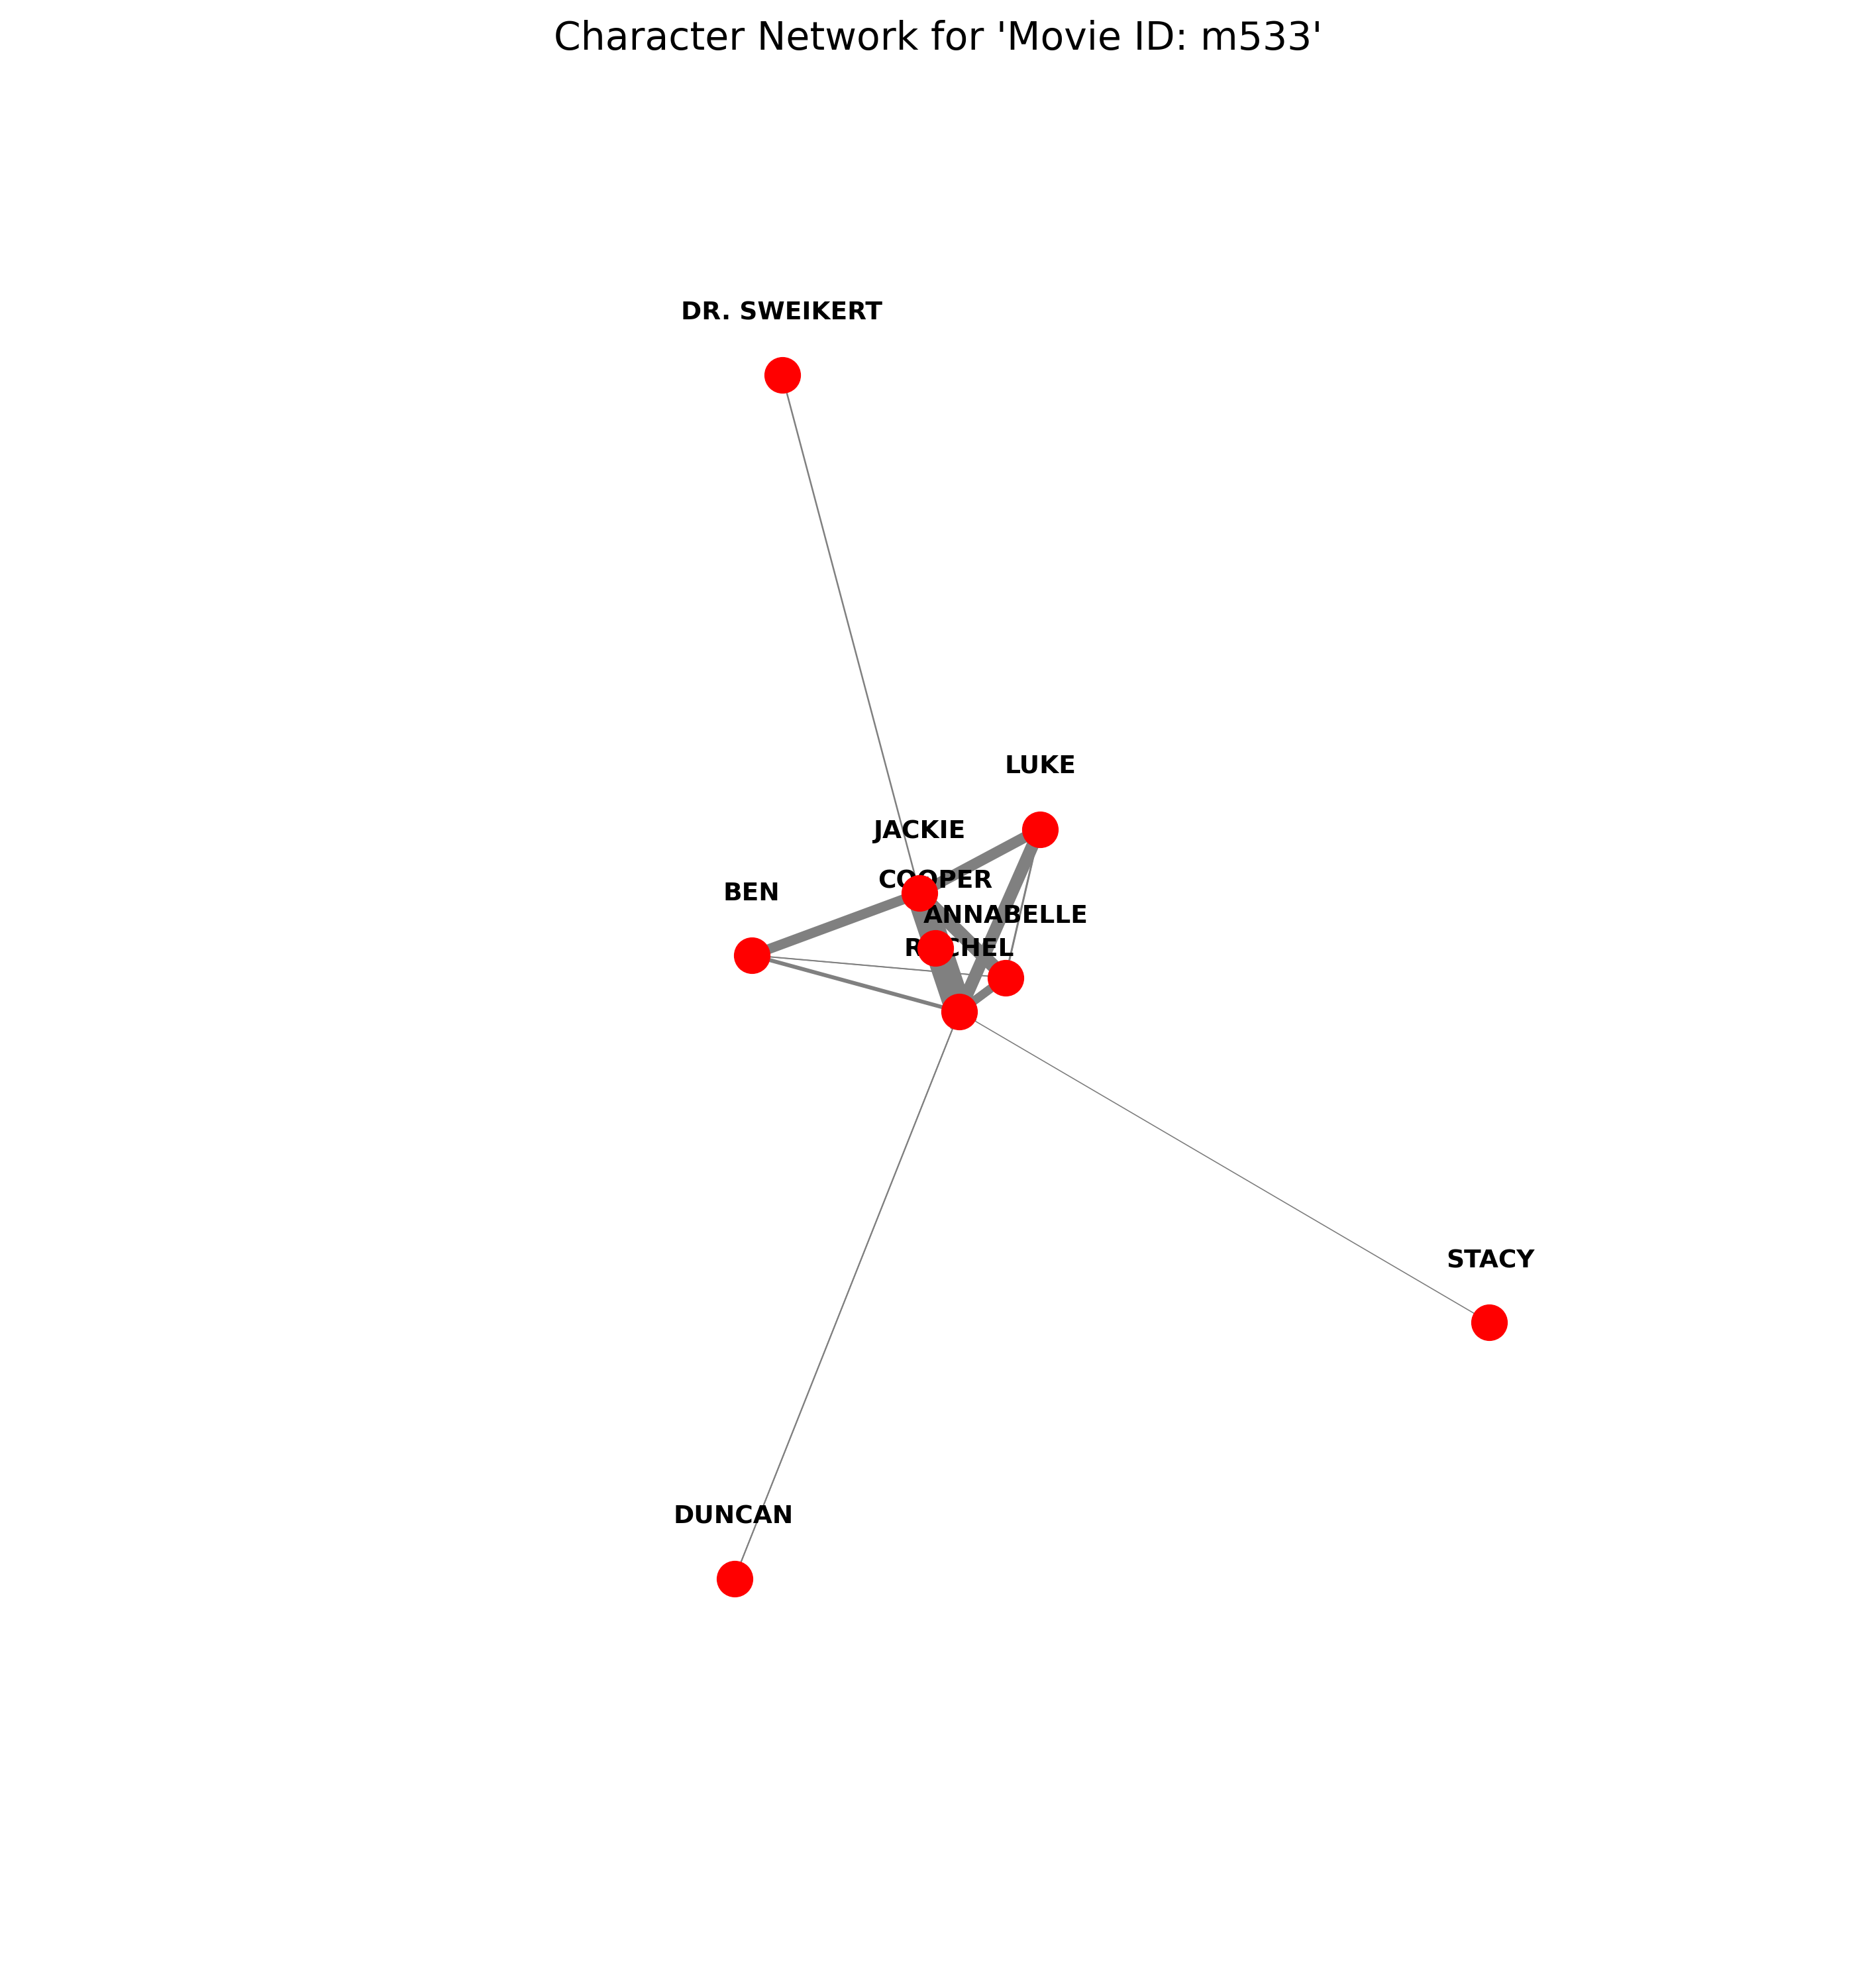 Character Network for 'Movie ID: m533'
DR. SWEIKERT
LUKE
JACKIE
COOPER
BEN
ANNABELLE
RACHEL
STACY
DUNCAN